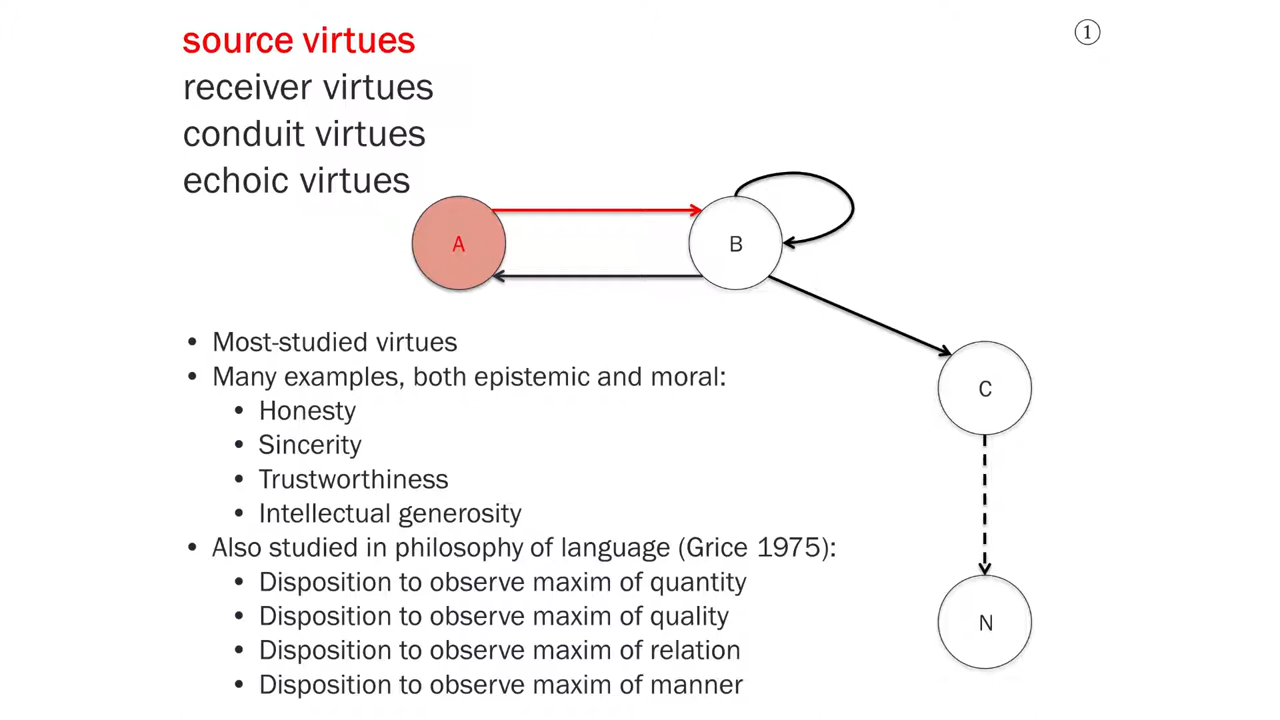 source virtues
①
receiver virtues
conduit virtues
echoic virtues
A
B
• Most-studied virtues
• Many examples, both epistemic and moral:
C
• Honesty
• Sincerity
• Trustworthiness
• Intellectual generosity
• Also studied in philosophy of language (Grice 1975):
• Disposition to observe maxim of quantity
• Disposition to observe maxim of quality
N
• Disposition to observe maxim of relation
• Disposition to observe maxim of manner